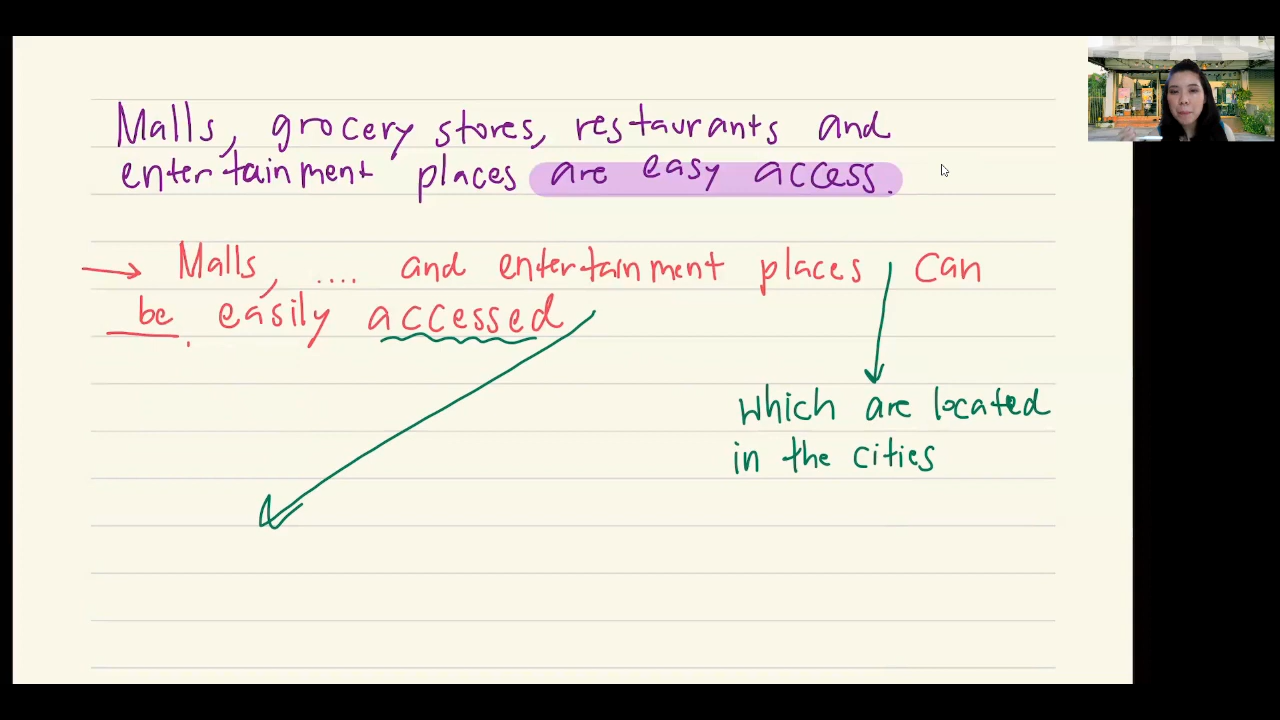 Malls, grocery stores, restaurants and
entertainment places are easy access.
Malls, .... and entertainment places can
be easily accessed
which are located
in the cities